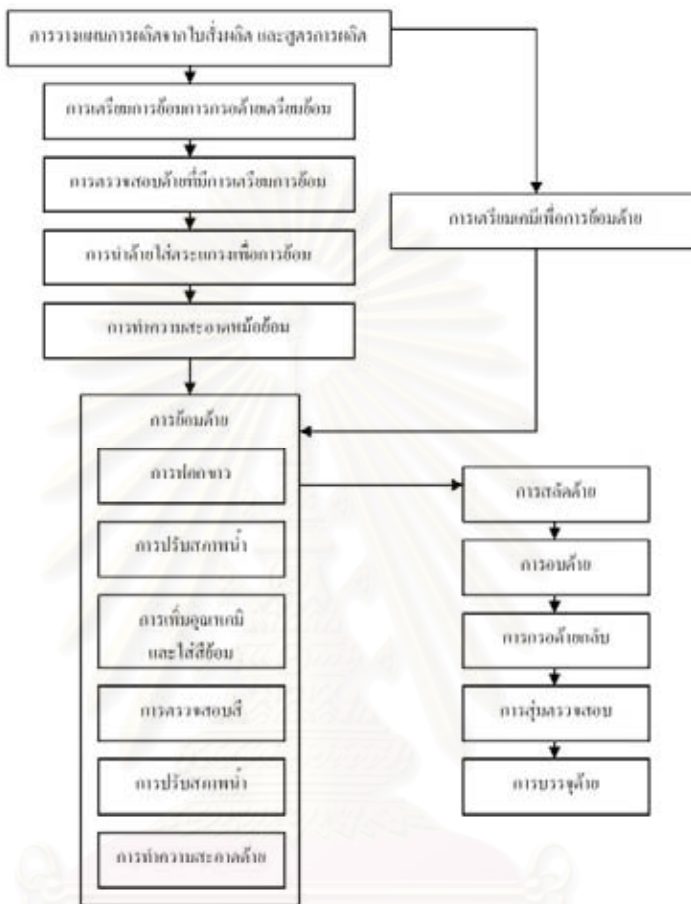 การวางแผนการผลิตจากใบสั่งผลิต และสูตรการผลิต
การเตรียมการย้อมการกรอด้ายเตรียมย้อม
การตรวจสอบด้ายที่มีการเตรียมการย้อม
การนำด้ายใส่ตระแกรงเพื่อการย้อม
การทำความสะอาดหม้อย้อม
การเตรียมเคมีเพื่อการย้อมด้าย
การย้อมด้าย
การฟอกขาว
การปรับสภาพน้ำ
การเพิ่มอุณหภูมิ
และใส่สีย้อม
การตรวจสอบสี
การปรับสภาพน้ำ
การทำความสะอาดด้าย
การสลัดด้าย
การอบด้าย
การกรอด้ายกลับ
การสุ่มตรวจสอบ
การบรรจุด้าย